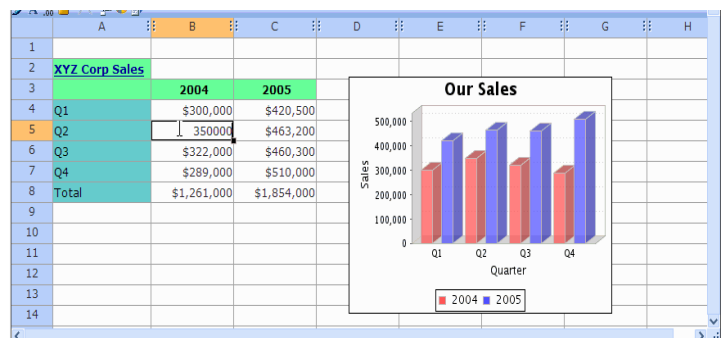 A B C D E F G H
1
2 XYZ Corp Sales
3 2004 2005
4 Q1 $300,000 $420,500
5 Q2 350000 $463,200
6 Q3 $322,000 $460,300
7 Q4 $289,000 $510,000
8 Total $1,261,000 $1,854,000
9
10
11
12
13
14
Our Sales
500,000
400,000
300,000
200,000
100,000
0
Sales
Q1 Q2 Q3 Q4
Quarter
2004 2005